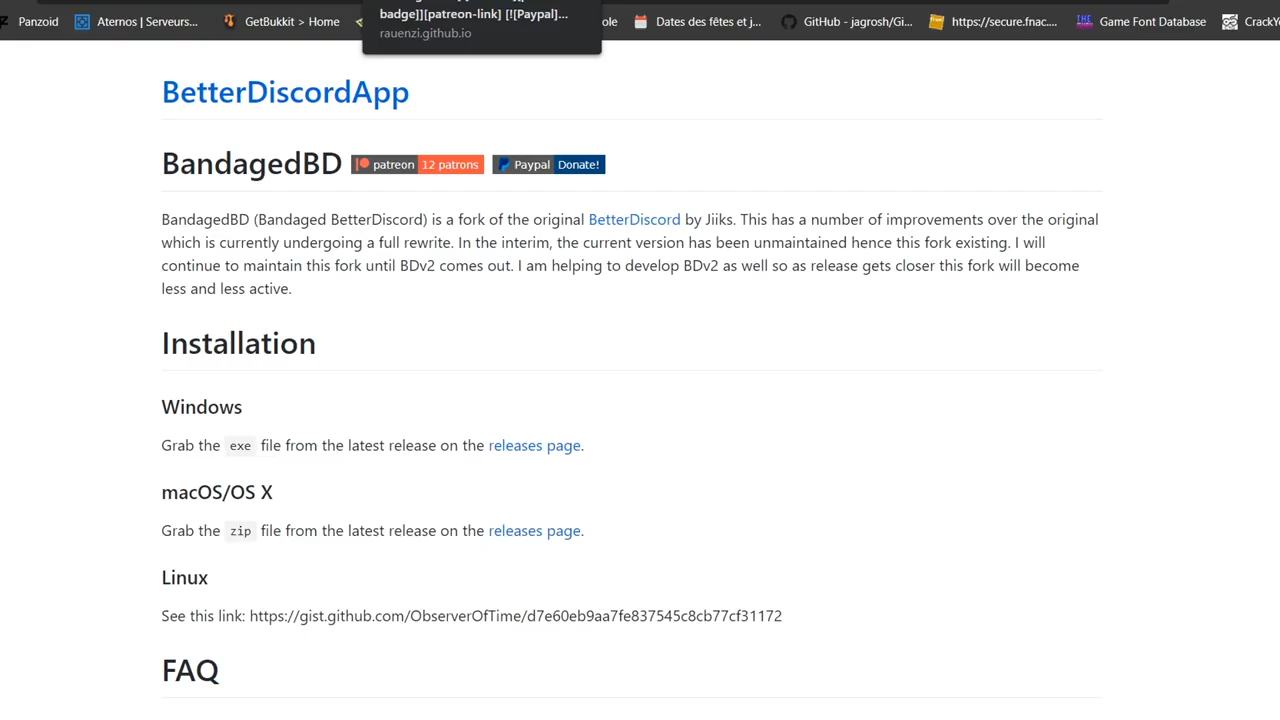 badge]][patreon-link] [![Paypal]...
rauenzi.github.io
Panzoid Aternos | Serveurs... GetBukkit > Home ole Dates des fêtes et j... GitHub - jagrosh/Gi... https://secure.fnac.... Game Font Database CrackYo
BetterDiscordApp
BandagedBD patreon 12 patrons Paypal Donate!
BandagedBD (Bandaged BetterDiscord) is a fork of the original BetterDiscord by Jiiks. This has a number of improvements over the original
which is currently undergoing a full rewrite. In the interim, the current version has been unmaintained hence this fork existing. I will
continue to maintain this fork until BDv2 comes out. I am helping to develop BDv2 as well so as release gets closer this fork will become
less and less active.
Installation
Windows
Grab the exe file from the latest release on the releases page.
macOS/OS X
Grab the zip file from the latest release on the releases page.
Linux
See this link: https://gist.github.com/ObserverOfTime/d7e60eb9aa7fe837545c8cb77cf31172
FAQ